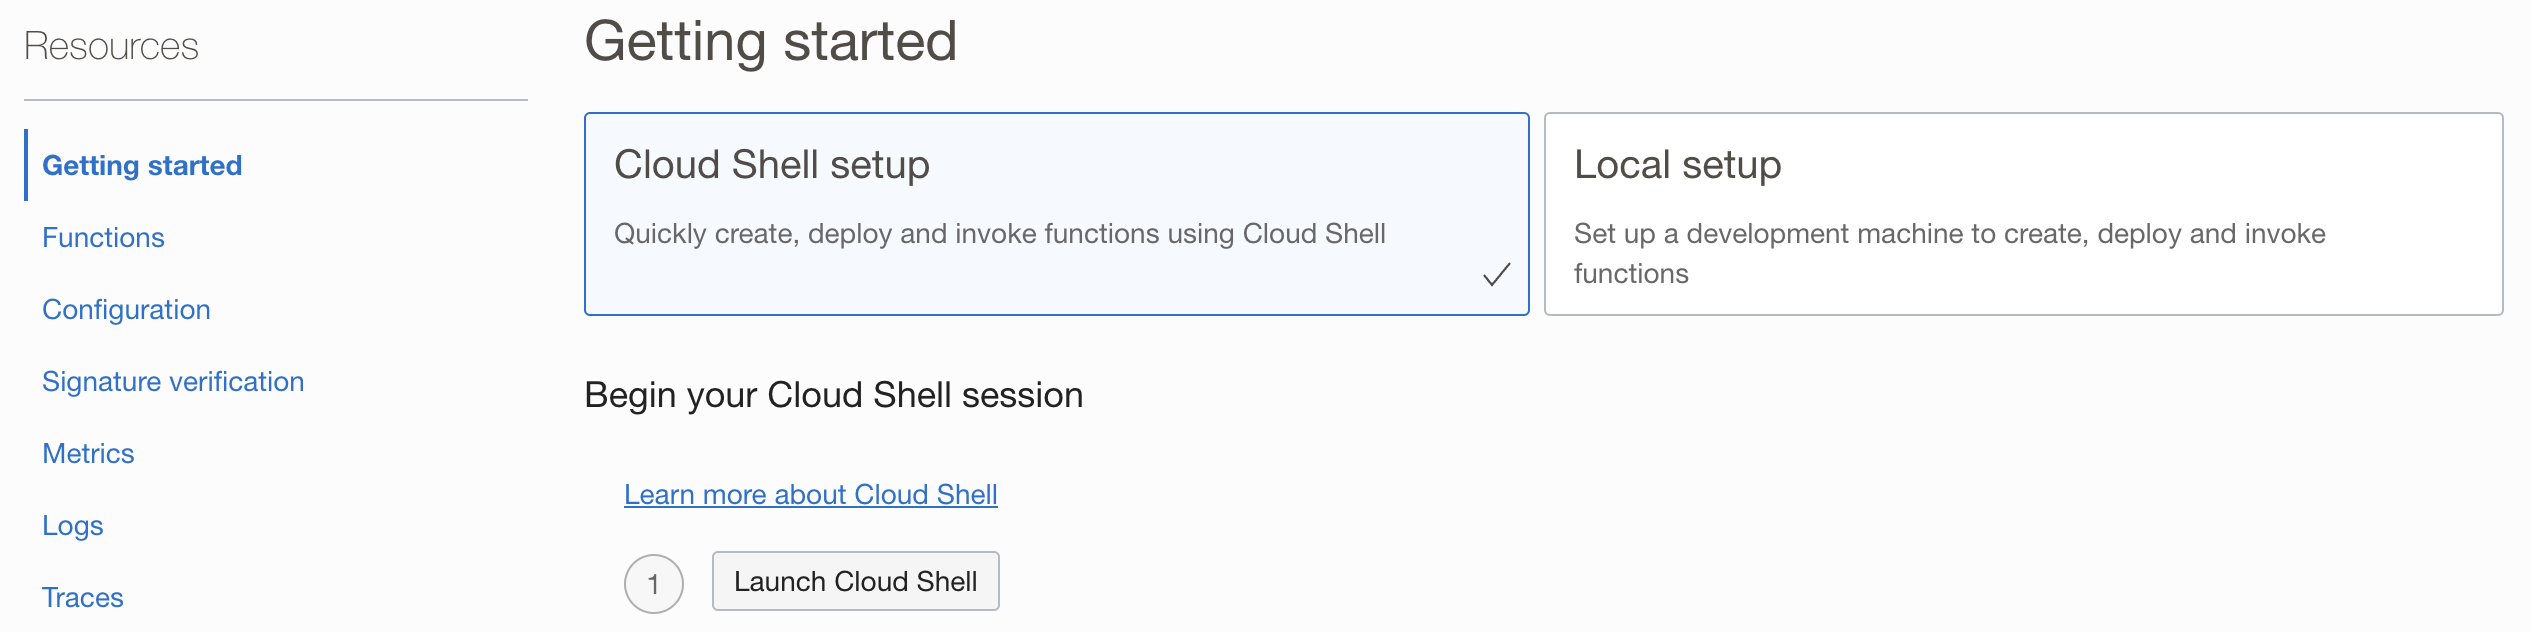 Resources
Getting started
Functions
Configuration
Signature verification
Metrics
Logs
Traces
Getting started
Cloud Shell setup
Quickly create, deploy and invoke functions using Cloud Shell
Local setup
Set up a development machine to create, deploy and invoke
functions
Begin your Cloud Shell session
Learn more about Cloud Shell
1 Launch Cloud Shell